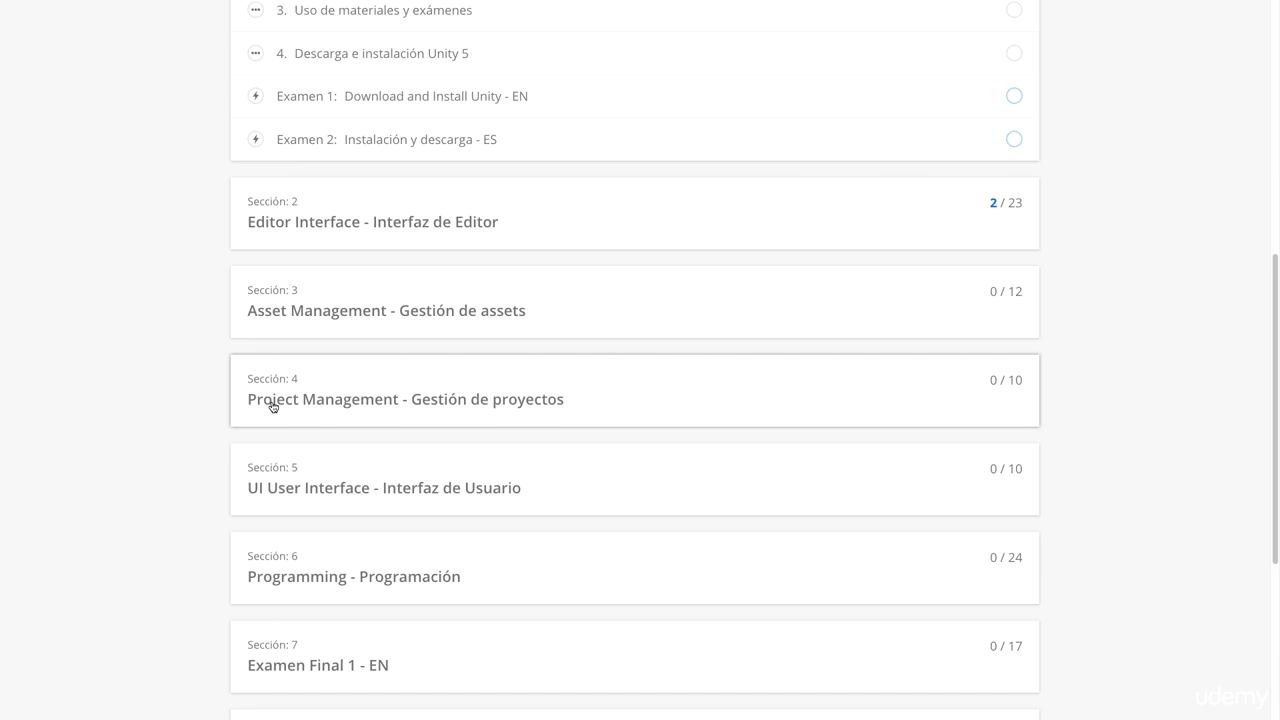 3. Uso de materiales y exámenes
4. Descarga e instalación Unity 5
Examen 1: Download and Install Unity - EN
Examen 2: Instalación y descarga - ES
Sección: 2
2 / 23
Editor Interface - Interfaz de Editor
Sección: 3
0 / 12
Asset Management - Gestión de assets
Sección: 4
0 / 10
Project Management - Gestión de proyectos
Sección: 5
0 / 10
UI User Interface - Interfaz de Usuario
Sección: 6
0 / 24
Programming - Programación
Sección: 7
0 / 17
Examen Final 1 - EN
udemy